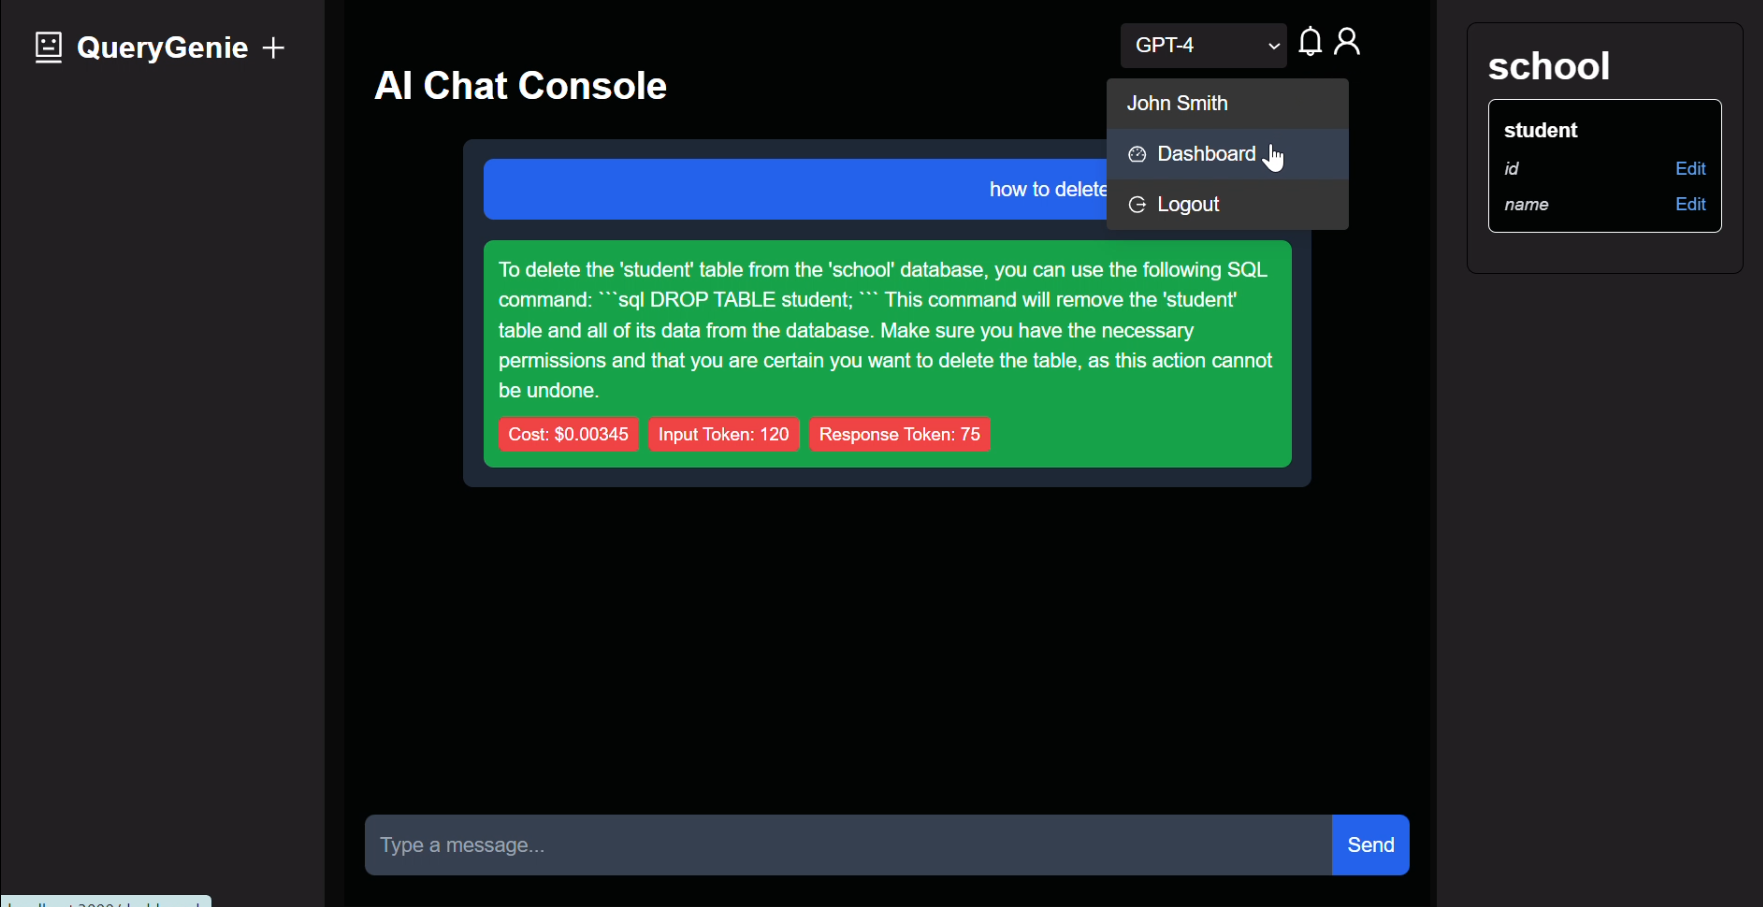 QueryGenie +
AI Chat Console
GPT-4
John Smith
Dashboard
Logout
how to delete
To delete the 'student' table from the 'school' database, you can use the following SQL
command: ```sql DROP TABLE student; ``` This command will remove the 'student'
table and all of its data from the database. Make sure you have the necessary
permissions and that you are certain you want to delete the table, as this action cannot
be undone.
Cost: $0.00345 Input Token: 120 Response Token: 75
Type a message...
Send
school
student
id Edit
name Edit